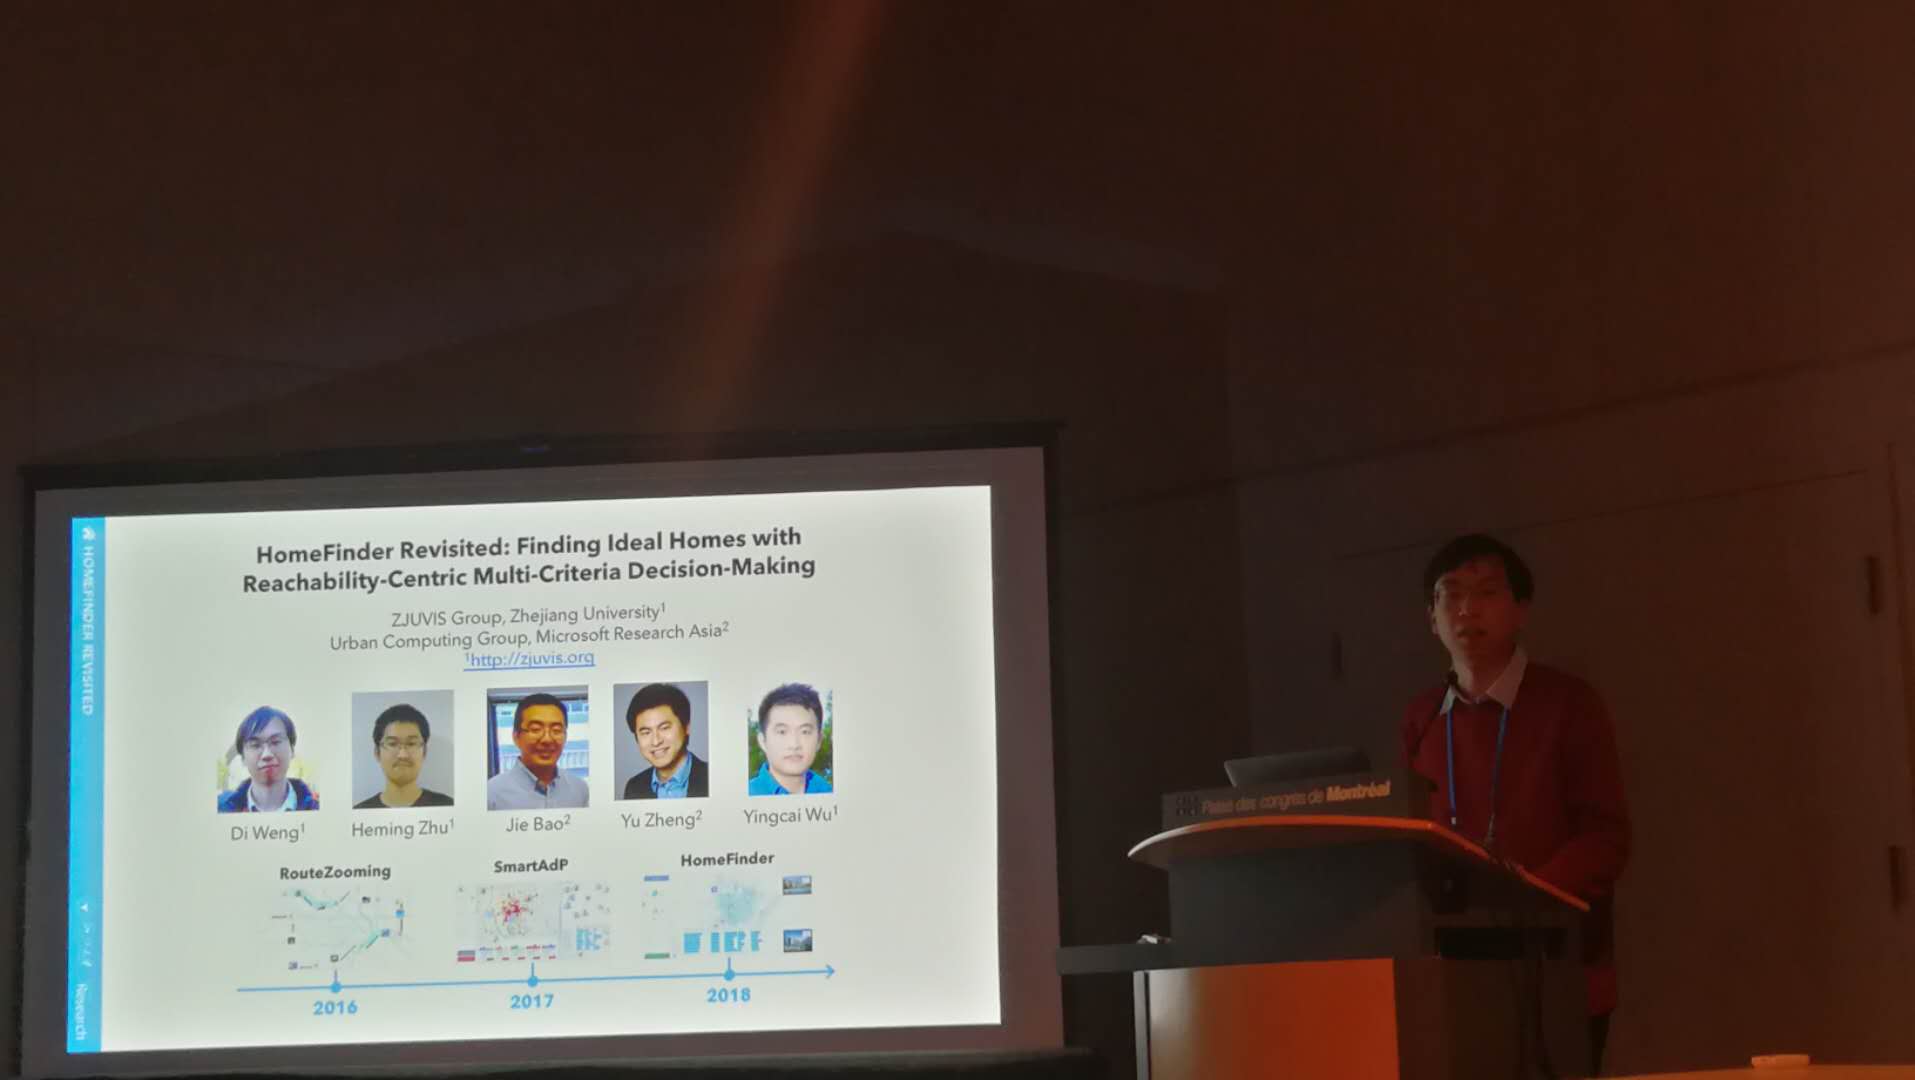 HomeFinder Revisited: Finding Ideal Homes with
Reachability-Centric Multi-Criteria Decision-Making
ZJUVIS Group, Zhejiang University¹
Urban Computing Group, Microsoft Research Asia²
¹http://zjuvis.org
Di Weng¹
Heming Zhu¹
Jie Bao²
Yu Zheng²
Yingcai Wu¹
RouteZooming
SmartAdP
HomeFinder
2016
2017
2018
HOMEFINDER REVISITED
Research
Palais des congrès de Montréal